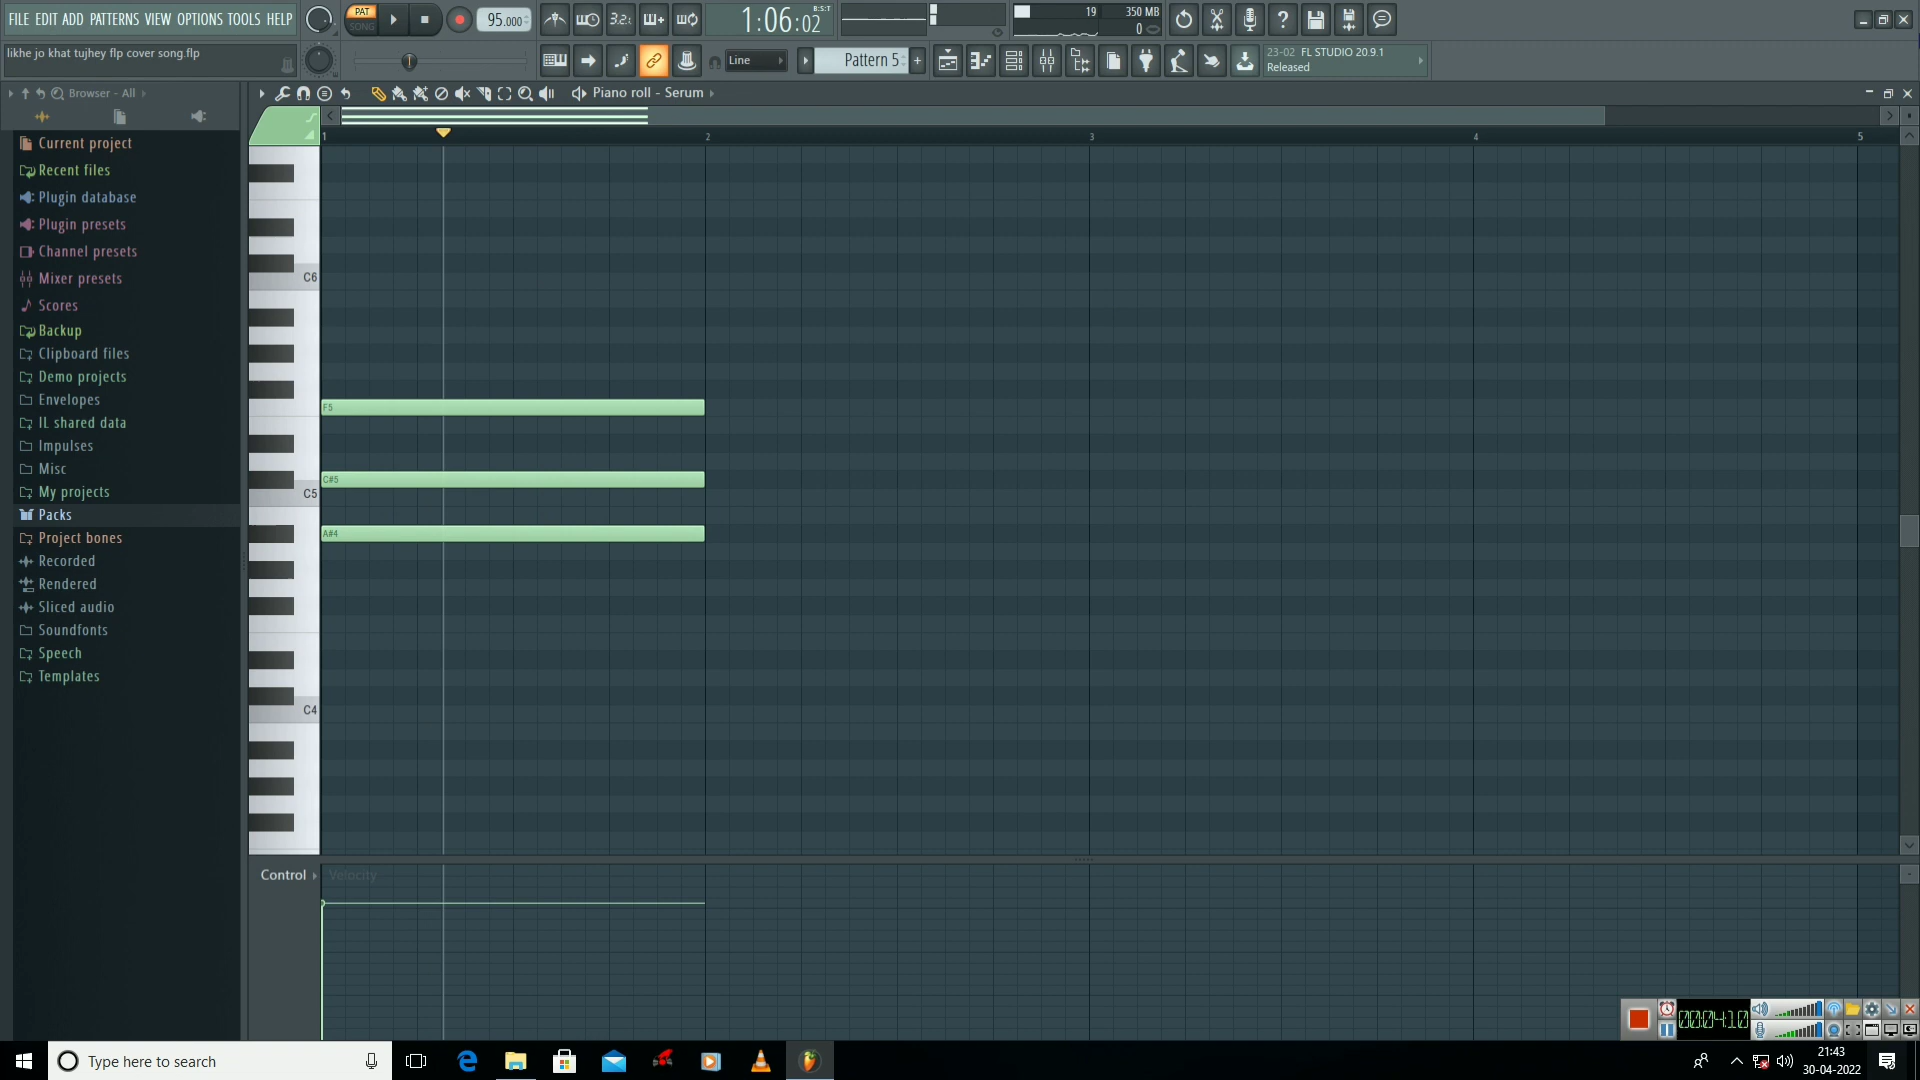 FILE EDIT ADD PATTERNS VIEW OPTIONS TOOLS HELP
PAT
SONG
95.000
3.2.:
1:06:02
B:S:T
19
350 MB
0
likhe jo khat tujhey flp cover song.flp
Line
Pattern 5
23-02 FL STUDIO 20.9.1
Released
Browser - All
Piano roll - Serum
1
2
3
4
5
Current project
Recent files
Plugin database
Plugin presets
Channel presets
Mixer presets
Scores
Backup
Clipboard files
Demo projects
Envelopes
IL shared data
Impulses
Misc
My projects
Packs
Project bones
Recorded
Rendered
Sliced audio
Soundfonts
Speech
Templates
C6
F5
C#5
C5
A#4
C4
Control
Velocity
00:04:10
Type here to search
21:43
30-04-2022